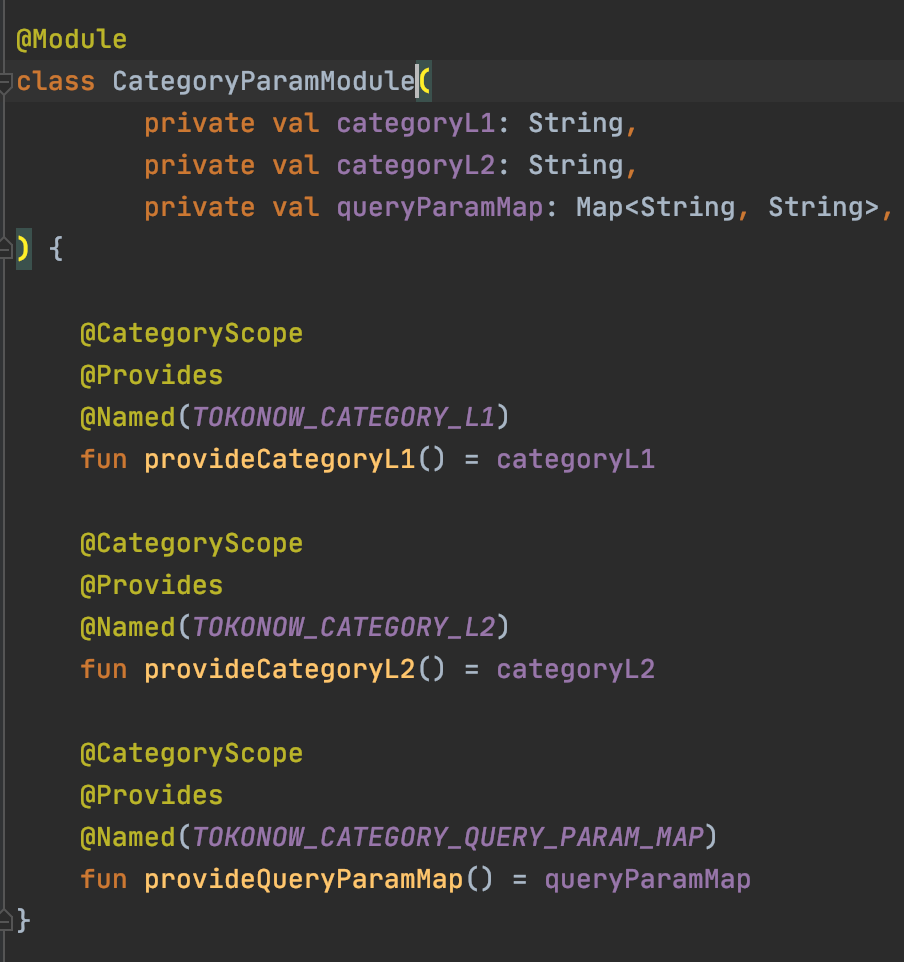 @Module
class CategoryParamModule(
private val categoryL1: String,
private val categoryL2: String,
private val queryParamMap: Map<String, String>,
) {
@CategoryScope
@Provides
@Named(TOKONOW_CATEGORY_L1)
fun provideCategoryL1() = categoryL1
@CategoryScope
@Provides
@Named(TOKONOW_CATEGORY_L2)
fun provideCategoryL2() = categoryL2
@CategoryScope
@Provides
@Named(TOKONOW_CATEGORY_QUERY_PARAM_MAP)
fun provideQueryParamMap() = queryParamMap
}